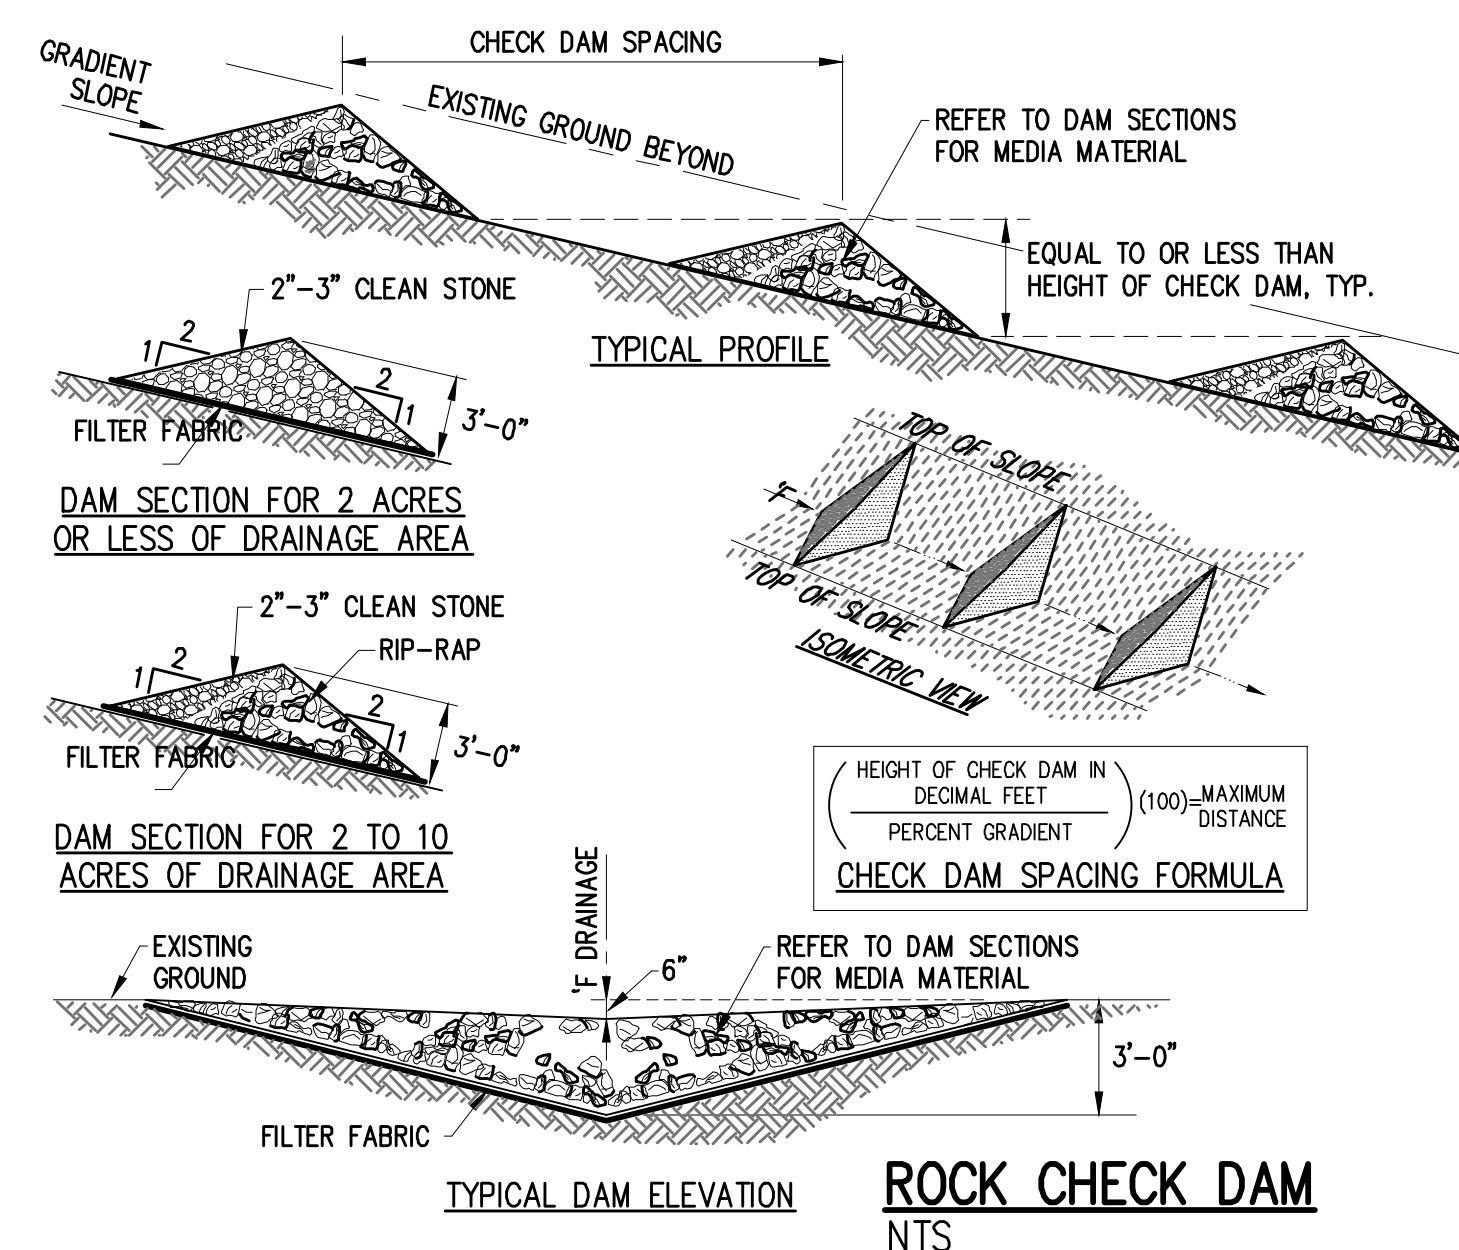 CHECK DAM SPACING
GRADIENT
SLOPE
EXISTING GROUND BEYOND
REFER TO DAM SECTIONS
FOR MEDIA MATERIAL
EQUAL TO OR LESS THAN
HEIGHT OF CHECK DAM, TYP.
TYPICAL PROFILE
2"-3" CLEAN STONE
2
1
2
1
3'-0"
FILTER FABRIC
DAM SECTION FOR 2 ACRES
OR LESS OF DRAINAGE AREA
TOP OF SLOPE
'F
TOP OF SLOPE
ISOMETRIC VIEW
2"-3" CLEAN STONE
RIP-RAP
2
1
2
1
3'-0"
FILTER FABRIC
DAM SECTION FOR 2 TO 10
ACRES OF DRAINAGE AREA
HEIGHT OF CHECK DAM IN
DECIMAL FEET
PERCENT GRADIENT
(100)=
MAXIMUM
DISTANCE
CHECK DAM SPACING FORMULA
'F DRAINAGE
EXISTING
GROUND
6"
REFER TO DAM SECTIONS
FOR MEDIA MATERIAL
3'-0"
FILTER FABRIC
TYPICAL DAM ELEVATION
ROCK CHECK DAM
NTS